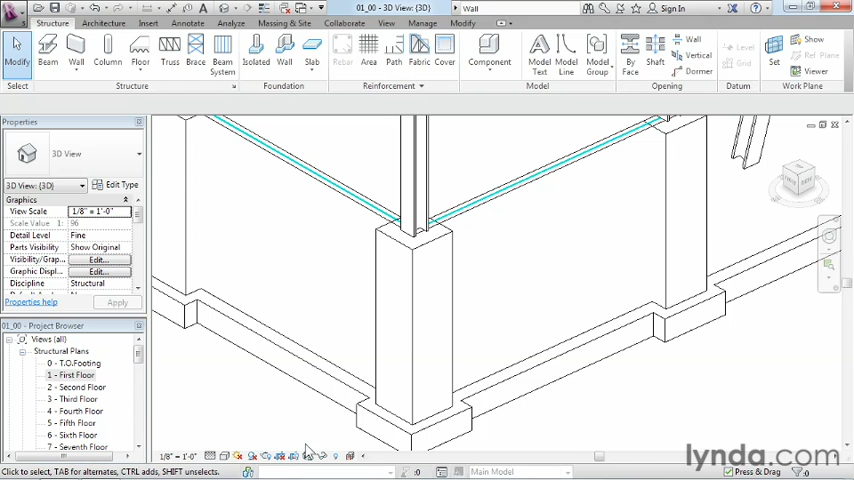 01_00 - 3D View: {3D}
Wall
Sign In
Structure Architecture Insert Annotate Analyze Massing & Site Collaborate View Manage Modify
Modify Beam Wall Column Floor Truss Brace Beam System Isolated Wall Slab Rebar Area Path Fabric Cover Component Model Text Model Line Model Group By Face Shaft Wall Vertical Dormer Level Grid Set Show Ref Plane Viewer
Select Structure Foundation Reinforcement Model Opening Datum Work Plane
Properties
3D View
3D View: {3D} Edit Type
Graphics
View Scale 1/8" = 1'-0"
Scale Value 1: 96
Detail Level Fine
Parts Visibility Show Original
Visibility/Grap... Edit...
Graphic Displ... Edit...
Discipline Structural
Properties help Apply
01_00 - Project Browser
Views (all)
Structural Plans
0 - T.O.Footing
1 - First Floor
2 - Second Floor
3 - Third Floor
4 - Fourth Floor
5 - Fifth Floor
6 - Sixth Floor
7 - Seventh Floor
1/8" = 1'-0"
Click to select, TAB for alternates, CTRL adds, SHIFT unselects.
:0
Main Model
Press & Drag
:0
lynda.com